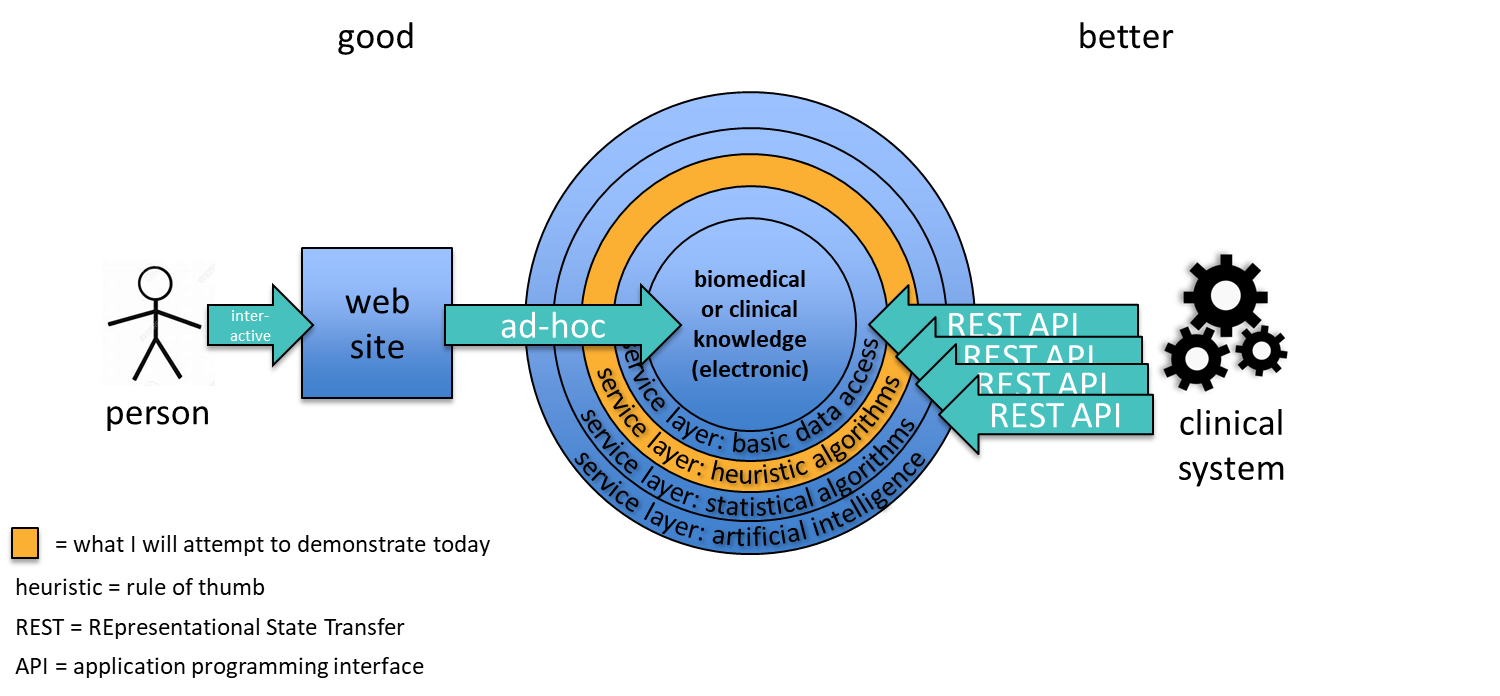 good
better
inter-
active
web
site
ad-hoc
biomedical
or clinical
knowledge
(electronic)
service layer: basic data access
service layer: heuristic algorithms
service layer: statistical algorithms
service layer: artificial intelligence
REST API
REST API
REST API
REST API
person
clinical
system
= what I will attempt to demonstrate today
heuristic = rule of thumb
REST = REpresentational State Transfer
API = application programming interface